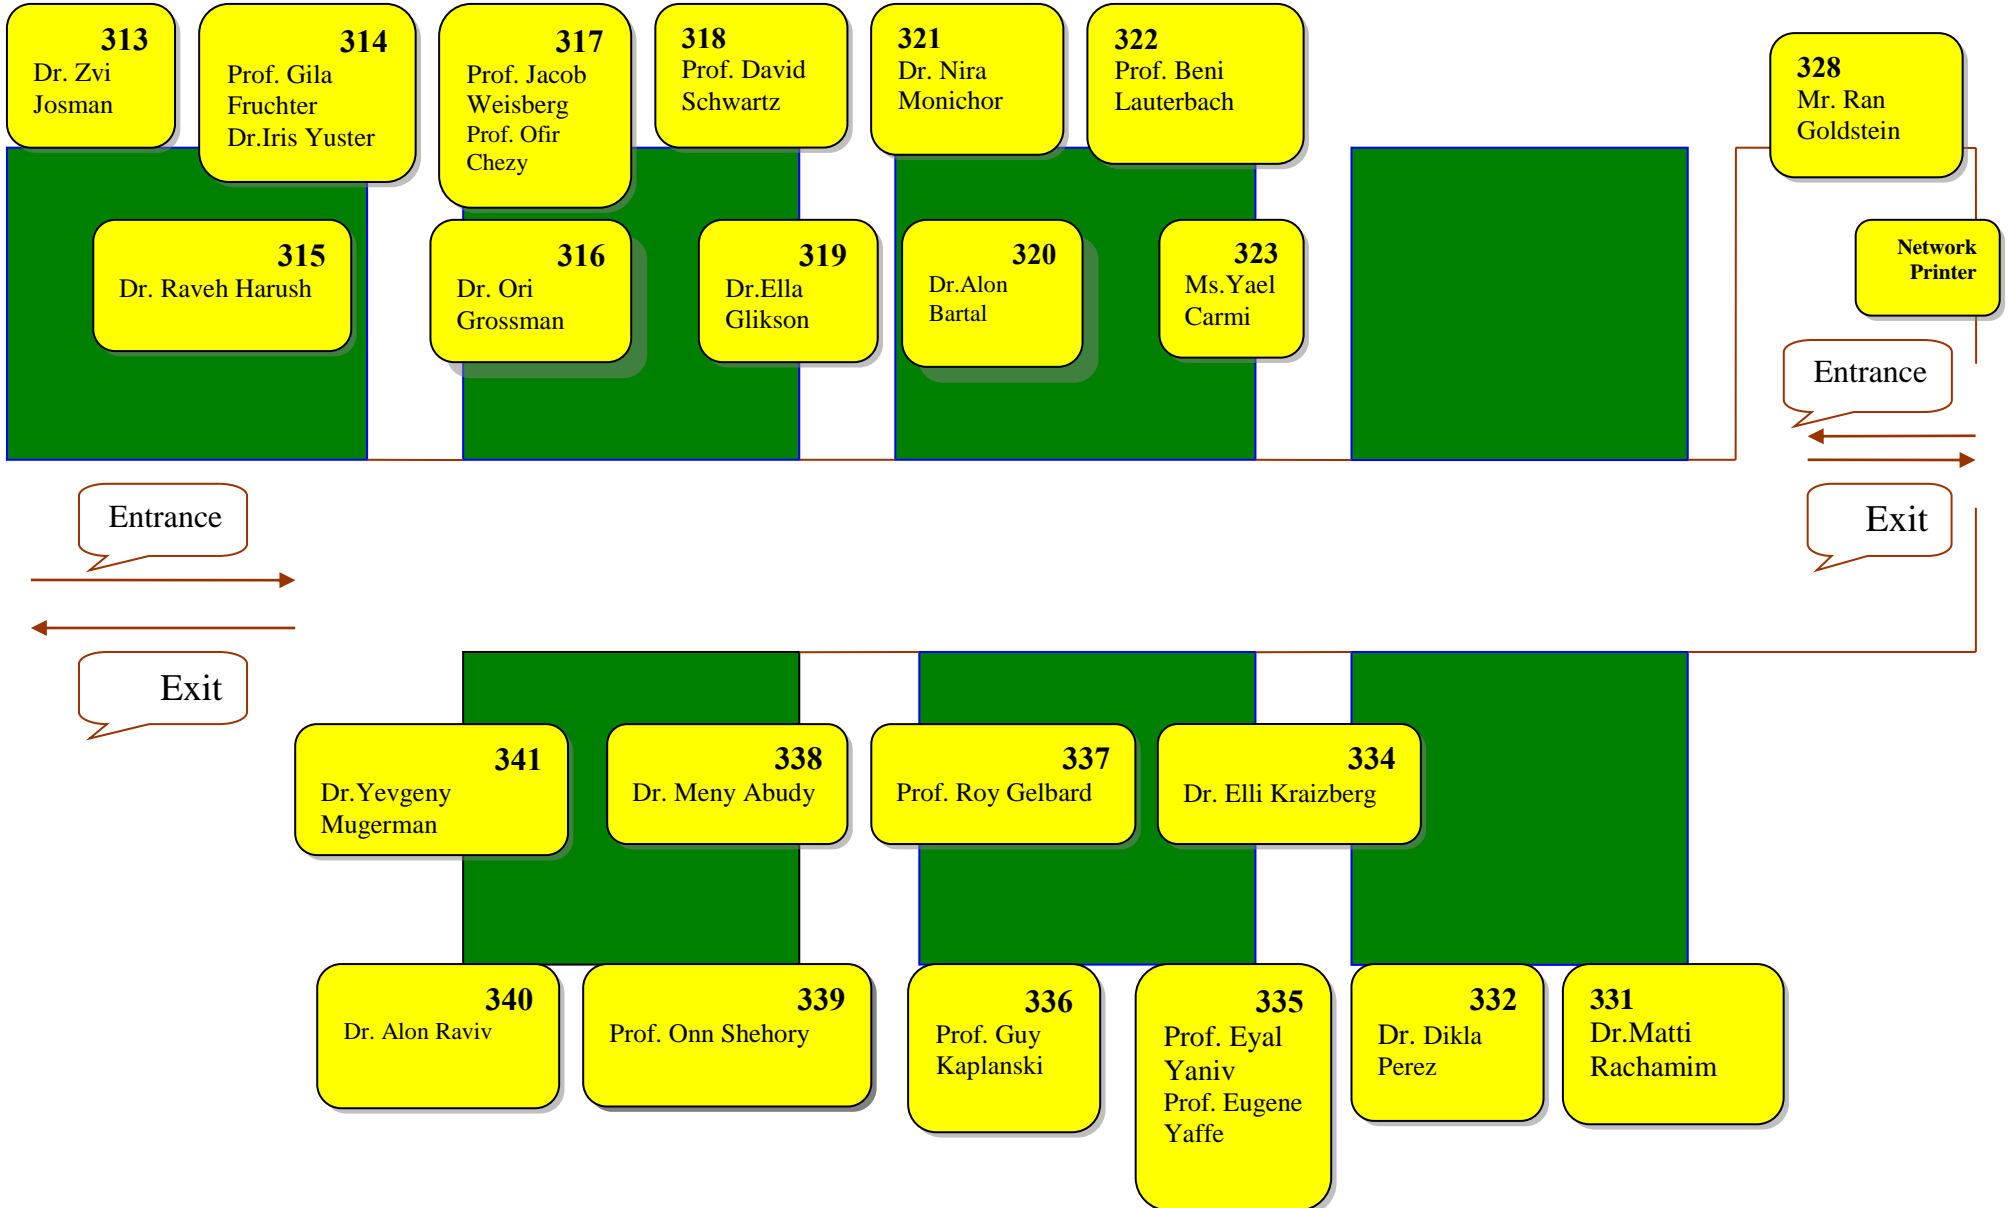 313
Dr. Zvi
Josman
314
Prof. Gila
Fruchter
Dr.Iris Yuster
317
Prof. Jacob
Weisberg
Prof. Ofir
Chezy
318
Prof. David
Schwartz
321
Dr. Nira
Monichor
322
Prof. Beni
Lauterbach
328
Mr. Ran
Goldstein
315
Dr. Raveh Harush
316
Dr. Ori
Grossman
319
Dr.Ella
Glikson
320
Dr.Alon
Bartal
323
Ms.Yael
Carmi
Network
Printer
Entrance
Exit
Entrance
Exit
341
Dr.Yevgeny
Mugerman
338
Dr. Meny Abudy
337
Prof. Roy Gelbard
334
Dr. Elli Kraizberg
340
Dr. Alon Raviv
339
Prof. Onn Shehory
336
Prof. Guy
Kaplanski
335
Prof. Eyal
Yaniv
Prof. Eugene
Yaffe
332
Dr. Dikla
Perez
331
Dr.Matti
Rachamim